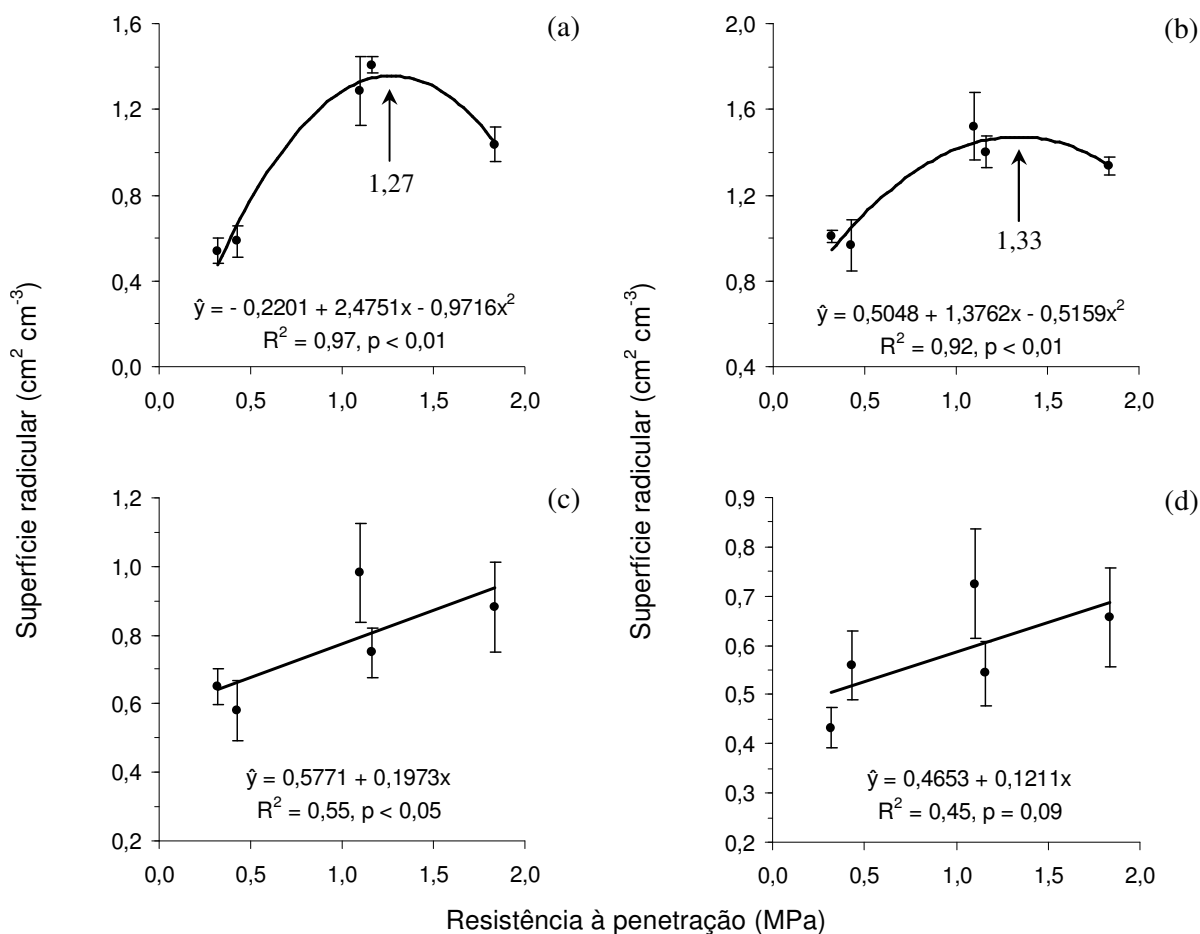 (a)
1,6
1,2
0,8
0,4
0,0
0,0 0,5 1,0 1,5 2,0
1,27
ŷ = - 0,2201 + 2,4751x - 0,9716x²
R² = 0,97, p < 0,01
(b)
2,0
1,6
1,2
0,8
0,4
0,0 0,5 1,0 1,5 2,0
1,33
ŷ = 0,5048 + 1,3762x - 0,5159x²
R² = 0,92, p < 0,01
Superfície radicular (cm² cm⁻³)
Superfície radicular (cm² cm⁻³)
(c)
1,2
1,0
0,8
0,6
0,4
0,2
0,0 0,5 1,0 1,5 2,0
ŷ = 0,5771 + 0,1973x
R² = 0,55, p < 0,05
(d)
0,9
0,8
0,7
0,6
0,5
0,4
0,3
0,2
0,0 0,5 1,0 1,5 2,0
ŷ = 0,4653 + 0,1211x
R² = 0,45, p = 0,09
Resistência à penetração (MPa)